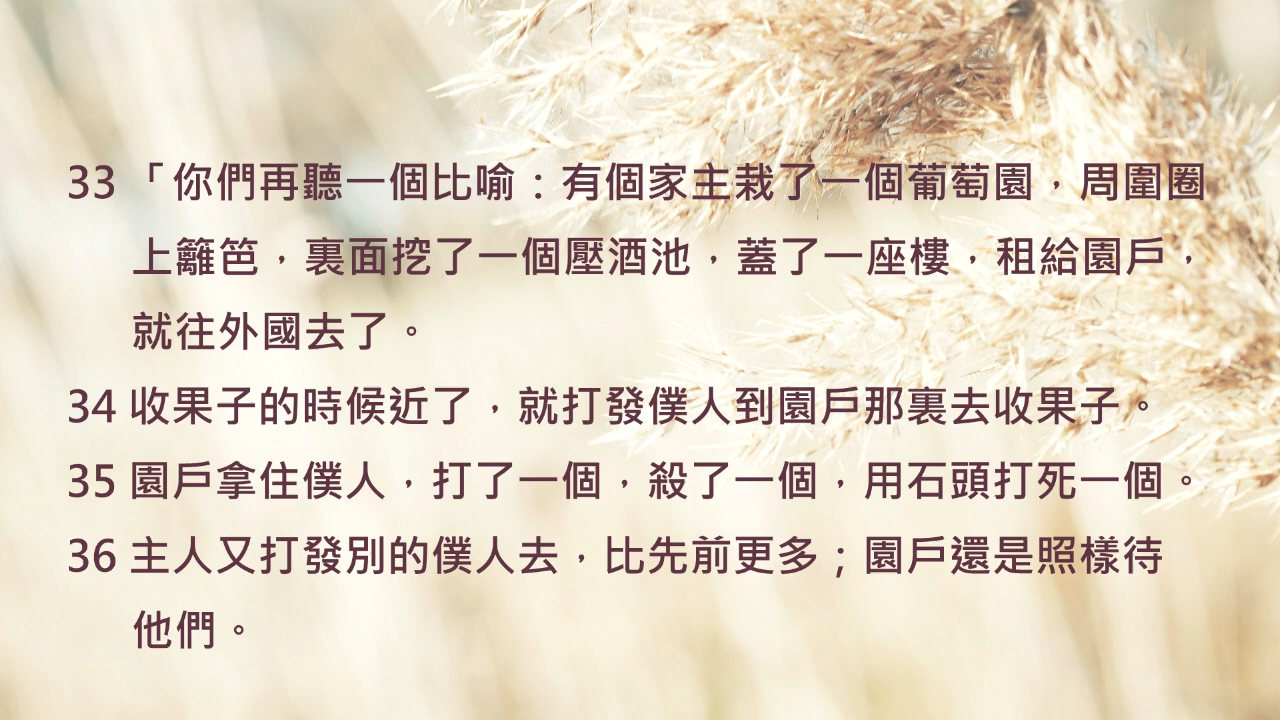 33 「你們再聽一個比喻：有個家主栽了一個葡萄園，周圍圈
上籬笆，裏面挖了一個壓酒池，蓋了一座樓，租給園戶，
就往外國去了。
34 收果子的時候近了，就打發僕人到園戶那裏去收果子。
35 園戶拿住僕人，打了一個，殺了一個，用石頭打死一個。
36 主人又打發別的僕人去，比先前更多；園戶還是照樣待
他們。